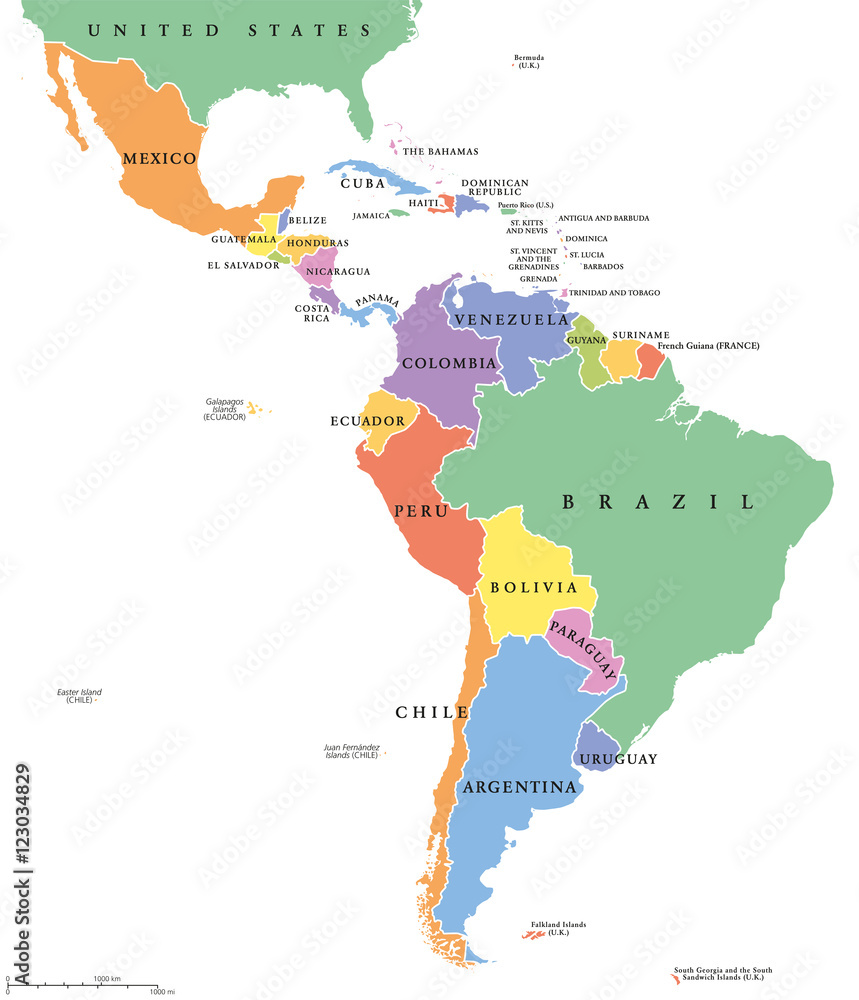 UNITED STATES
Bermuda
(U.K.)
MEXICO
THE BAHAMAS
CUBA
DOMINICAN
REPUBLIC
HAITI
Puerto Rico (U.S.)
JAMAICA
ANTIGUA AND BARBUDA
ST. KITTS
AND NEVIS
BELIZE
GUATEMALA
HONDURAS
DOMINICA
ST. VINCENT
AND THE
GRENADINES
ST. LUCIA
BARBADOS
EL SALVADOR
NICARAGUA
GRENADA
TRINIDAD AND TOBAGO
COSTA
RICA
PANAMA
VENEZUELA
GUYANA
SURINAME
French Guiana (FRANCE)
COLOMBIA
Galapagos
Islands
(ECUADOR)
ECUADOR
BRAZIL
PERU
BOLIVIA
PARAGUAY
Easter Island
(CHILE)
CHILE
Juan Fernández
Islands (CHILE)
URUGUAY
ARGENTINA
Falkland Islands
(U.K.)
South Georgia and the South
Sandwich Islands (U.K.)
0 1000 km
0 1000 mi
Adobe Stock | #123034829